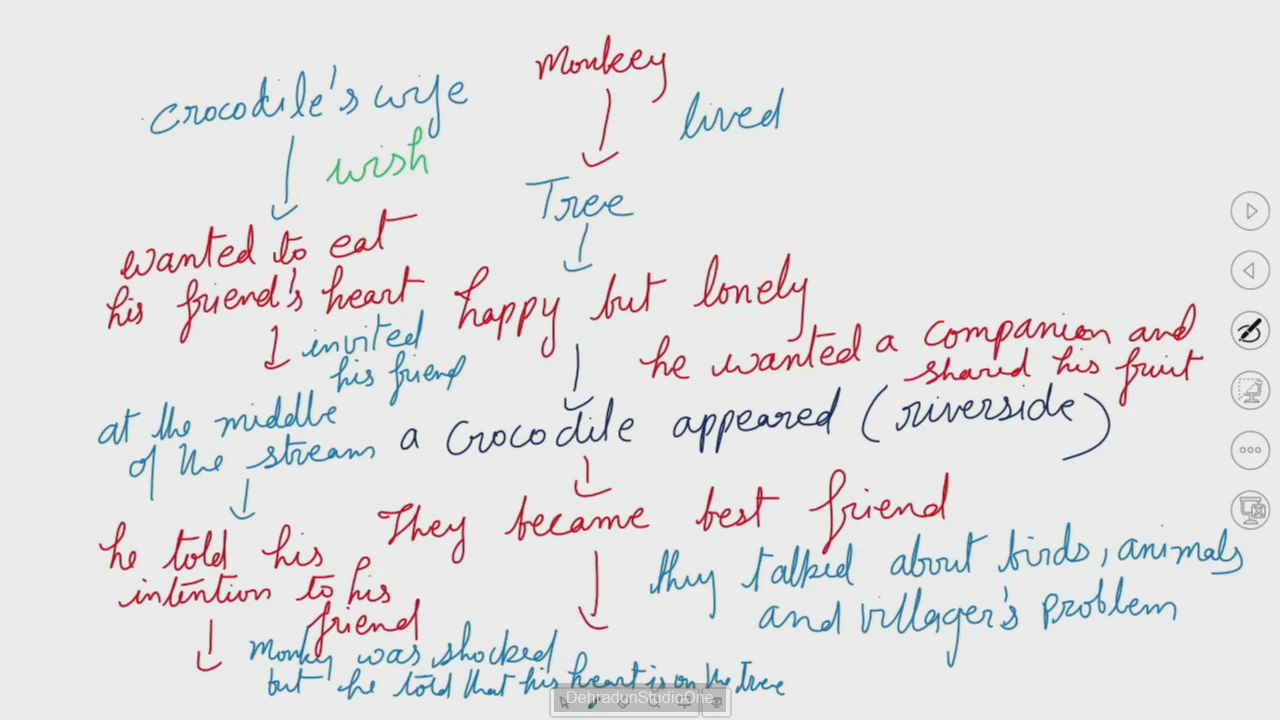 Monkey
lived
Tree
happy but lonely
he wanted a companion and
shared his fruit
a crocodile appeared (riverside)
They became best friend
they talked about birds, animals
and villager's problem
crocodile's wife
wish
wanted to eat
his friend's heart
invited
his friend
at the middle
of the stream
he told his
intention to his
friend
Monkey was shocked
but he told that his heart is on the tree
DehradunStudioOne